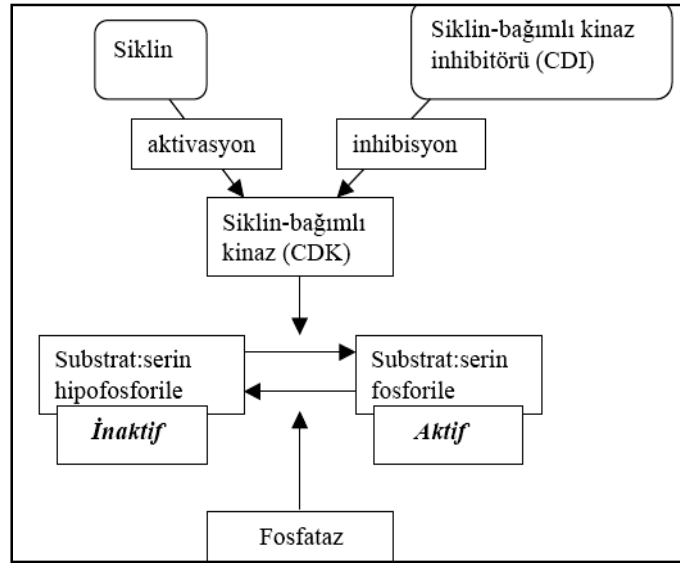 Siklin
Siklin-bağımlı kinaz
inhibitörü (CDI)
aktivasyon
inhibisyon
Siklin-bağımlı
kinaz (CDK)
Substrat:serin
hipofosforile
Substrat:serin
fosforile
İnaktif
Aktif
Fosfataz